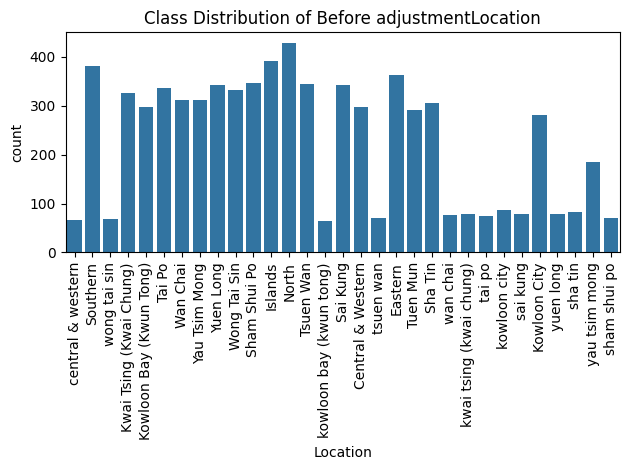 Class Distribution of Before adjustmentLocation
400
300
200
100
0
count
central & western
Southern
wong tai sin
Kwai Tsing (Kwai Chung)
Kowloon Bay (Kwun Tong)
Tai Po
Wan Chai
Yau Tsim Mong
Yuen Long
Wong Tai Sin
Sham Shui Po
Islands
North
Tsuen Wan
kowloon bay (kwun tong)
Sai Kung
Central & Western
tsuen wan
Eastern
Tuen Mun
Sha Tin
wan chai
kwai tsing (kwai chung)
tai po
kowloon city
sai kung
Kowloon City
yuen long
sha tin
yau tsim mong
sham shui po
Location